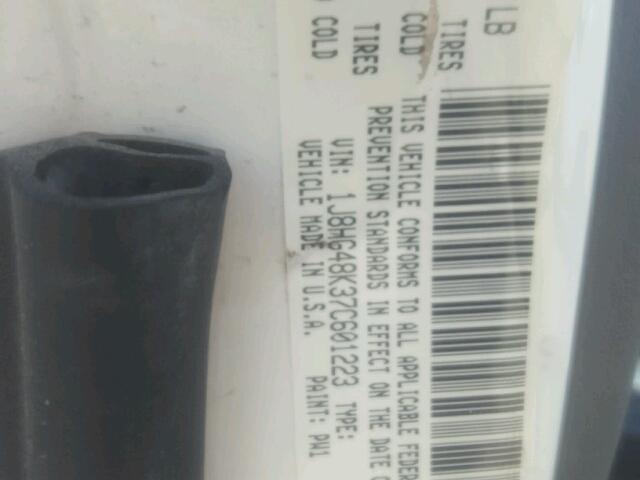 LB
TIRES
COLD
TIRES
COLD
THIS VEHICLE CONFORMS TO ALL APPLICABLE FEDER
PREVENTION STANDARDS IN EFFECT ON THE DATE O
VIN: 1J8HG48K37C601223 TYPE:
VEHICLE MADE IN U.S.A. PAINT: PW1